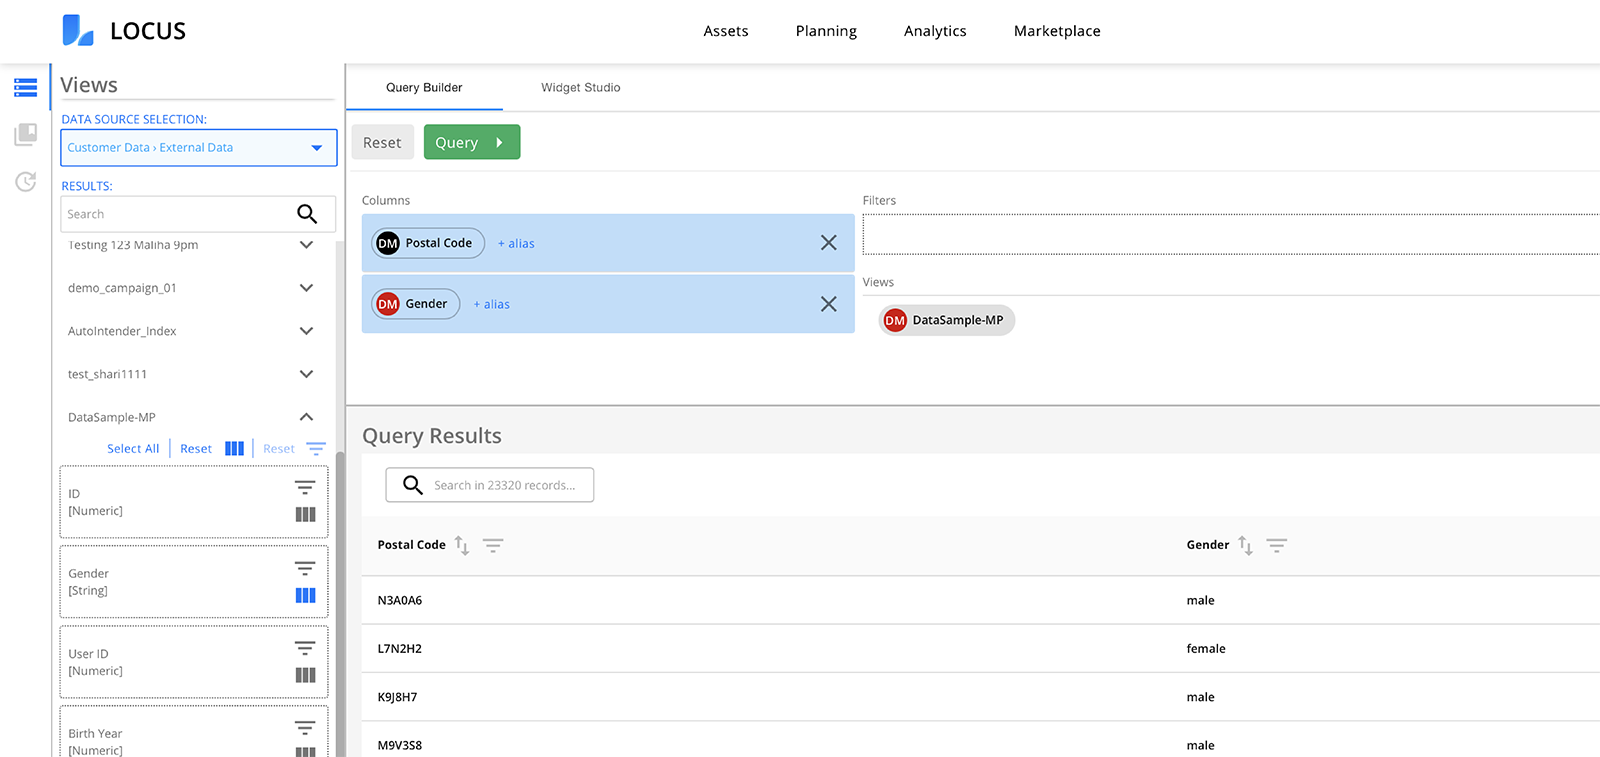 LOCUS
Assets
Planning
Analytics
Marketplace
Views
DATA SOURCE SELECTION:
Customer Data › External Data
RESULTS:
Search
Testing 123 Maliha 9pm
demo_campaign_01
AutoIntender_Index
test_shari1111
DataSample-MP
Select All
Reset
Reset
ID
[Numeric]
Gender
[String]
User ID
[Numeric]
Birth Year
[Numeric]
Query Builder
Widget Studio
Reset
Query
Columns
DM Postal Code + alias
DM Gender + alias
Filters
Views
DM DataSample-MP
Query Results
Search in 23320 records...
Postal Code Gender
N3A0A6 male
L7N2H2 female
K9J8H7 male
M9V3S8 male